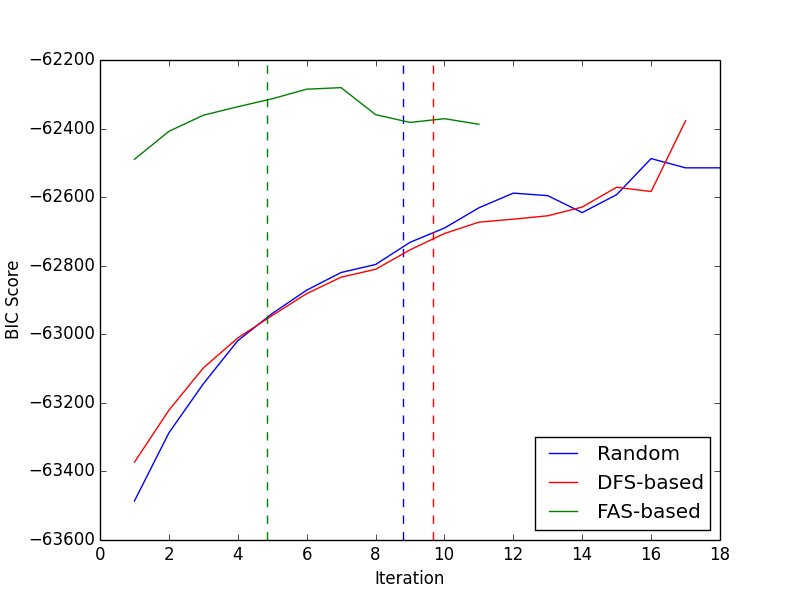 −62200
−62400
−62600
−62800
−63000
−63200
−63400
−63600
BIC Score
0 2 4 6 8 10 12 14 16 18
Iteration
Random
DFS-based
FAS-based